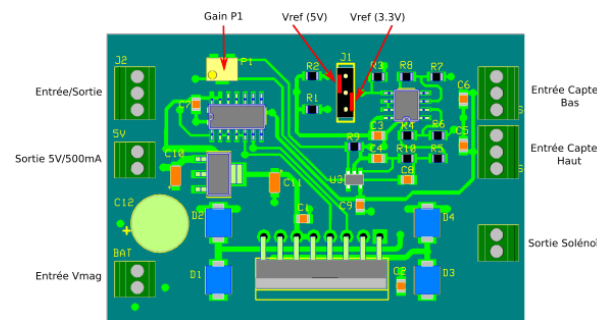 Gain P1
Vref (5V)
Vref (3.3V)
J2
P1
J1
R2
R3
R8
R7
Entrée/Sortie
C7
R1
C6
Entrée Capte
Bas
5V
C3
R4
R6
C5
Sortie 5V/500mA
C10
R9
C4
R10
R5
Entrée Capte
Haut
U3
C8
C11
C12
D2
C1
C9
D4
Sortie Solénoï
BAT
Entrée Vmag
D1
C2
D3